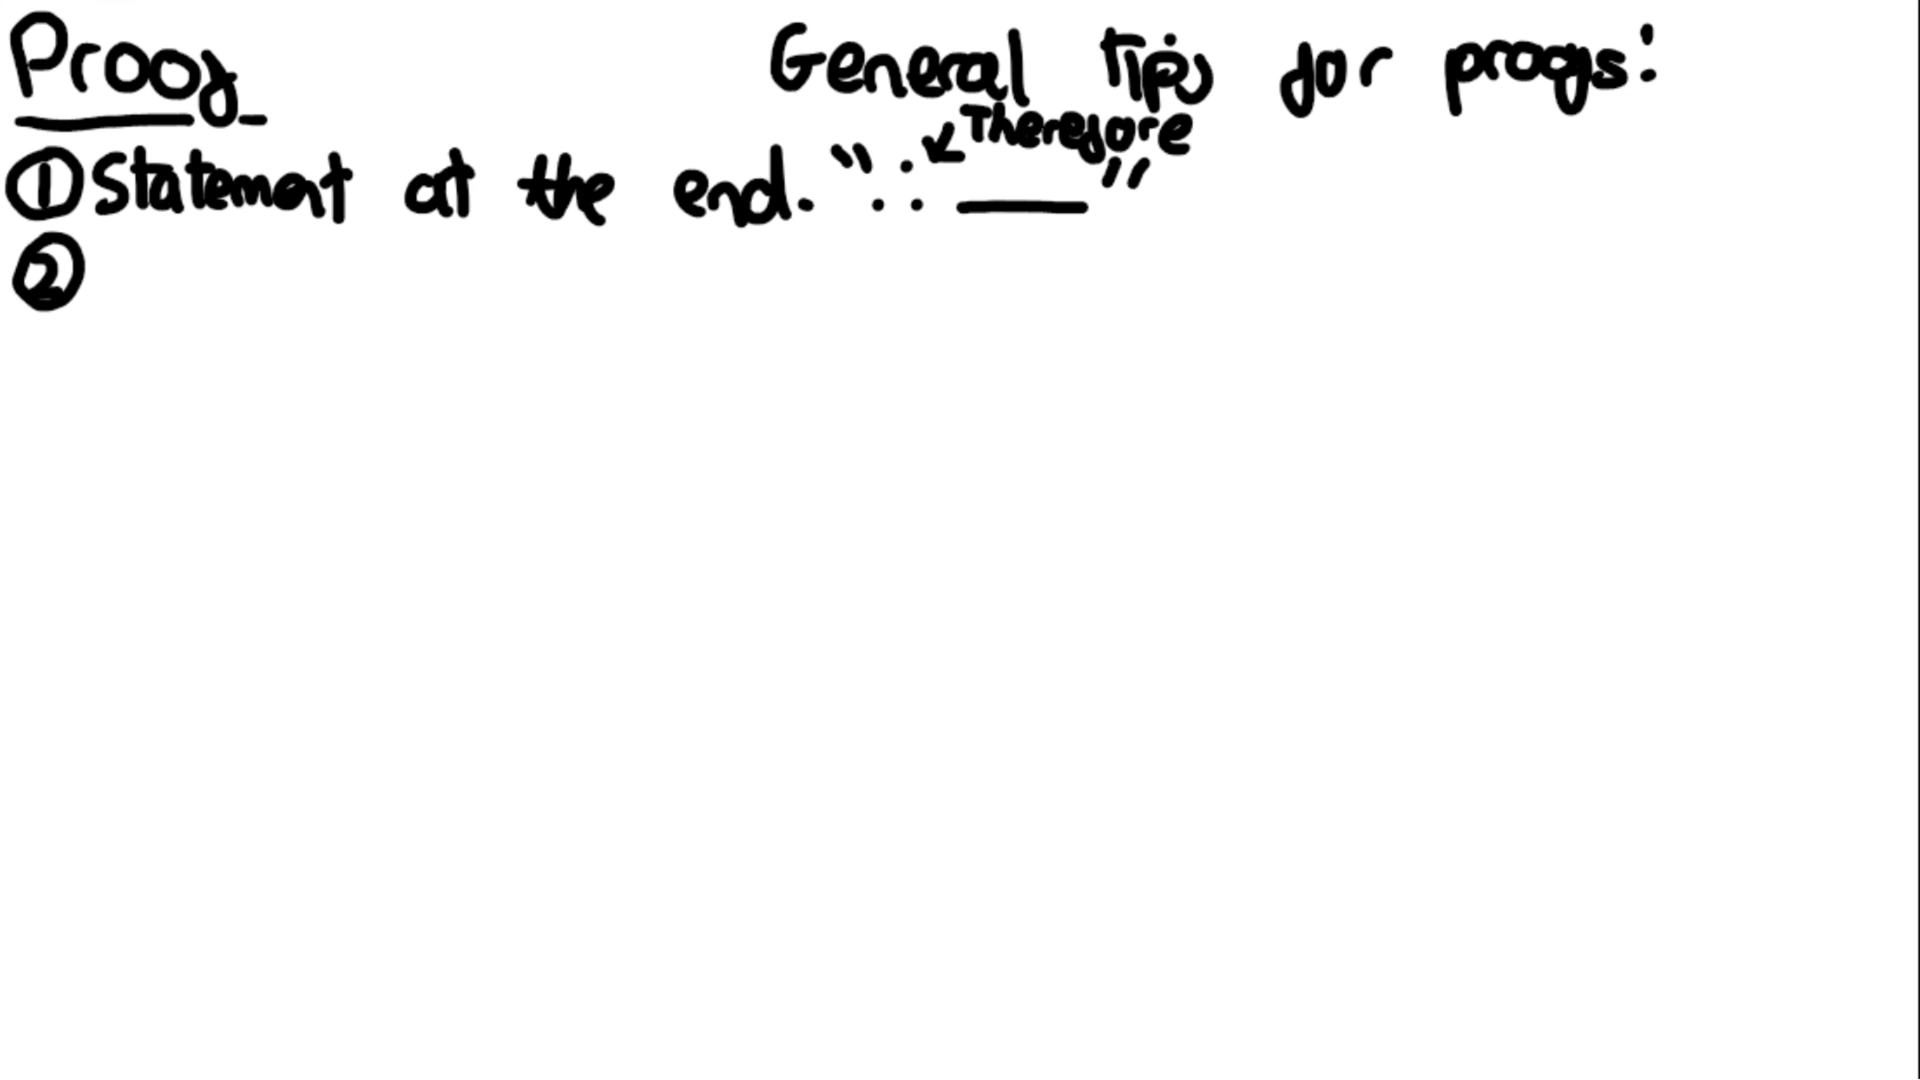 Proof
General tips for proofs:
Therefore
① Statement at the end. "∴ ____"
②